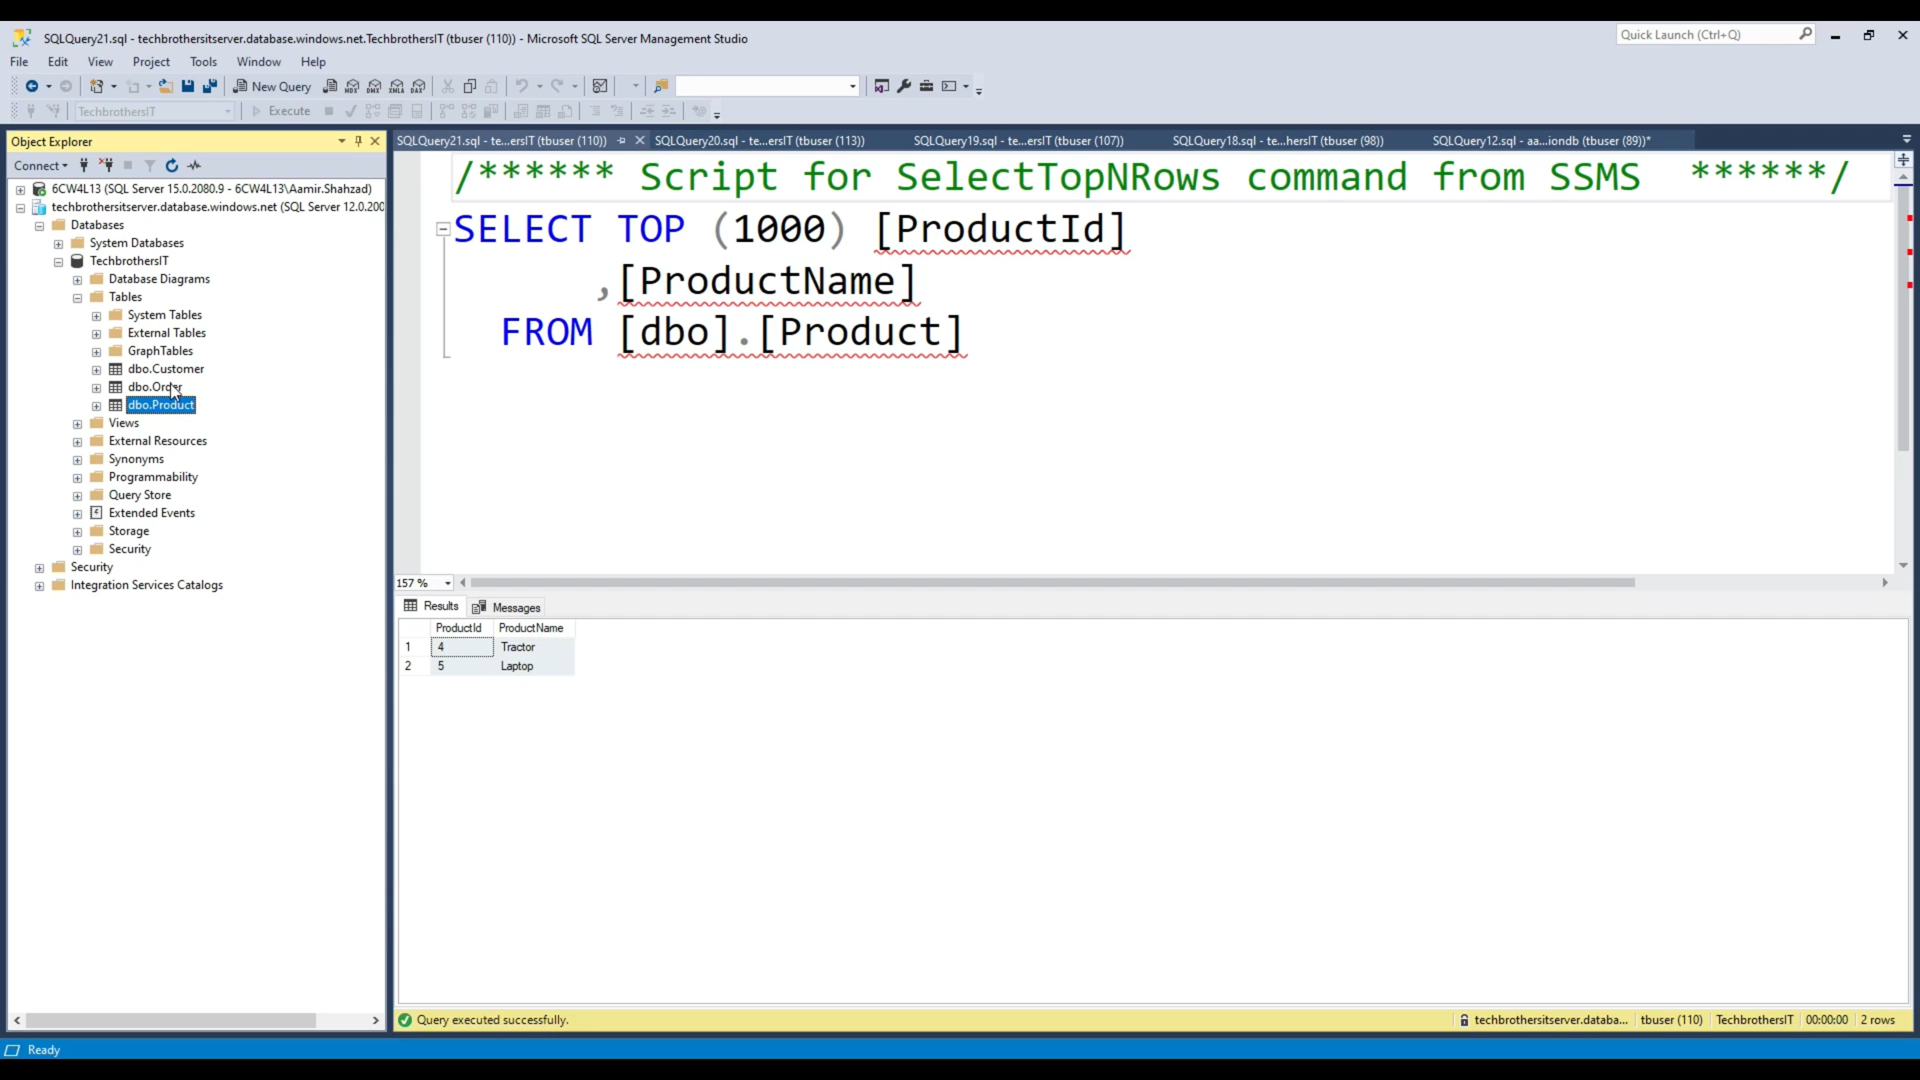 SQLQuery21.sql - techbrothersitserver.database.windows.net.TechbrothersIT (tbuser (110)) - Microsoft SQL Server Management Studio
Quick Launch (Ctrl+Q)
File Edit View Project Tools Window Help
New Query
TechbrothersIT Execute
Object Explorer
SQLQuery21.sql - te...ersIT (tbuser (110)) SQLQuery20.sql - te...ersIT (tbuser (113)) SQLQuery19.sql - te...ersIT (tbuser (107)) SQLQuery18.sql - te...hersIT (tbuser (98)) SQLQuery12.sql - aa...iondb (tbuser (89))*
Connect
6CW4L13 (SQL Server 15.0.2080.9 - 6CW4L13\Aamir.Shahzad)
techbrothersitserver.database.windows.net (SQL Server 12.0.200
Databases
System Databases
TechbrothersIT
Database Diagrams
Tables
System Tables
External Tables
GraphTables
dbo.Customer
dbo.Order
dbo.Product
Views
External Resources
Synonyms
Programmability
Query Store
Extended Events
Storage
Security
Security
Integration Services Catalogs
/****** Script for SelectTopNRows command from SSMS ******/
SELECT TOP (1000) [ProductId]
,[ProductName]
FROM [dbo].[Product]
157 %
Results Messages
ProductId ProductName
1 4 Tractor
2 5 Laptop
Query executed successfully.
techbrothersitserver.databa... tbuser (110) TechbrothersIT 00:00:00 2 rows
Ready